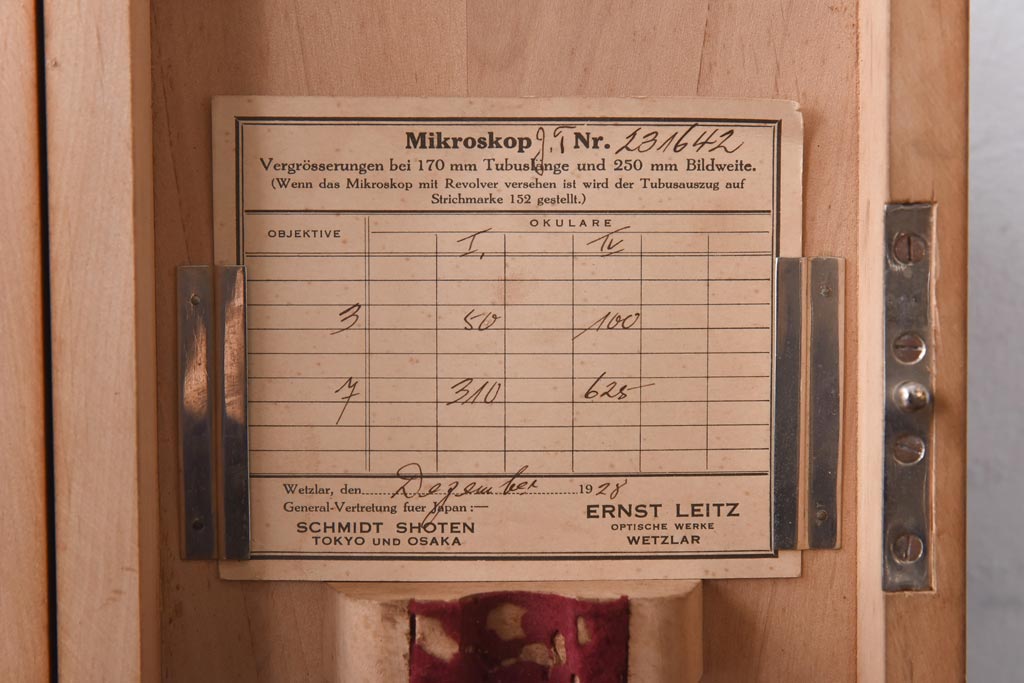 Mikroskop J.T Nr. 231642
Vergrösserungen bei 170 mm Tubuslänge und 250 mm Bildweite.
(Wenn das Mikroskop mit Revolver versehen ist wird der Tubusauszug auf
Strichmarke 152 gestellt.)
OBJEKTIVE
OKULARE
I. IV
3 50 100
7 310 625
Wetzlar, den Dezember 1928
General-Vertretung fuer Japan:—
SCHMIDT SHOTEN
TOKYO UND OSAKA
ERNST LEITZ
OPTISCHE WERKE
WETZLAR